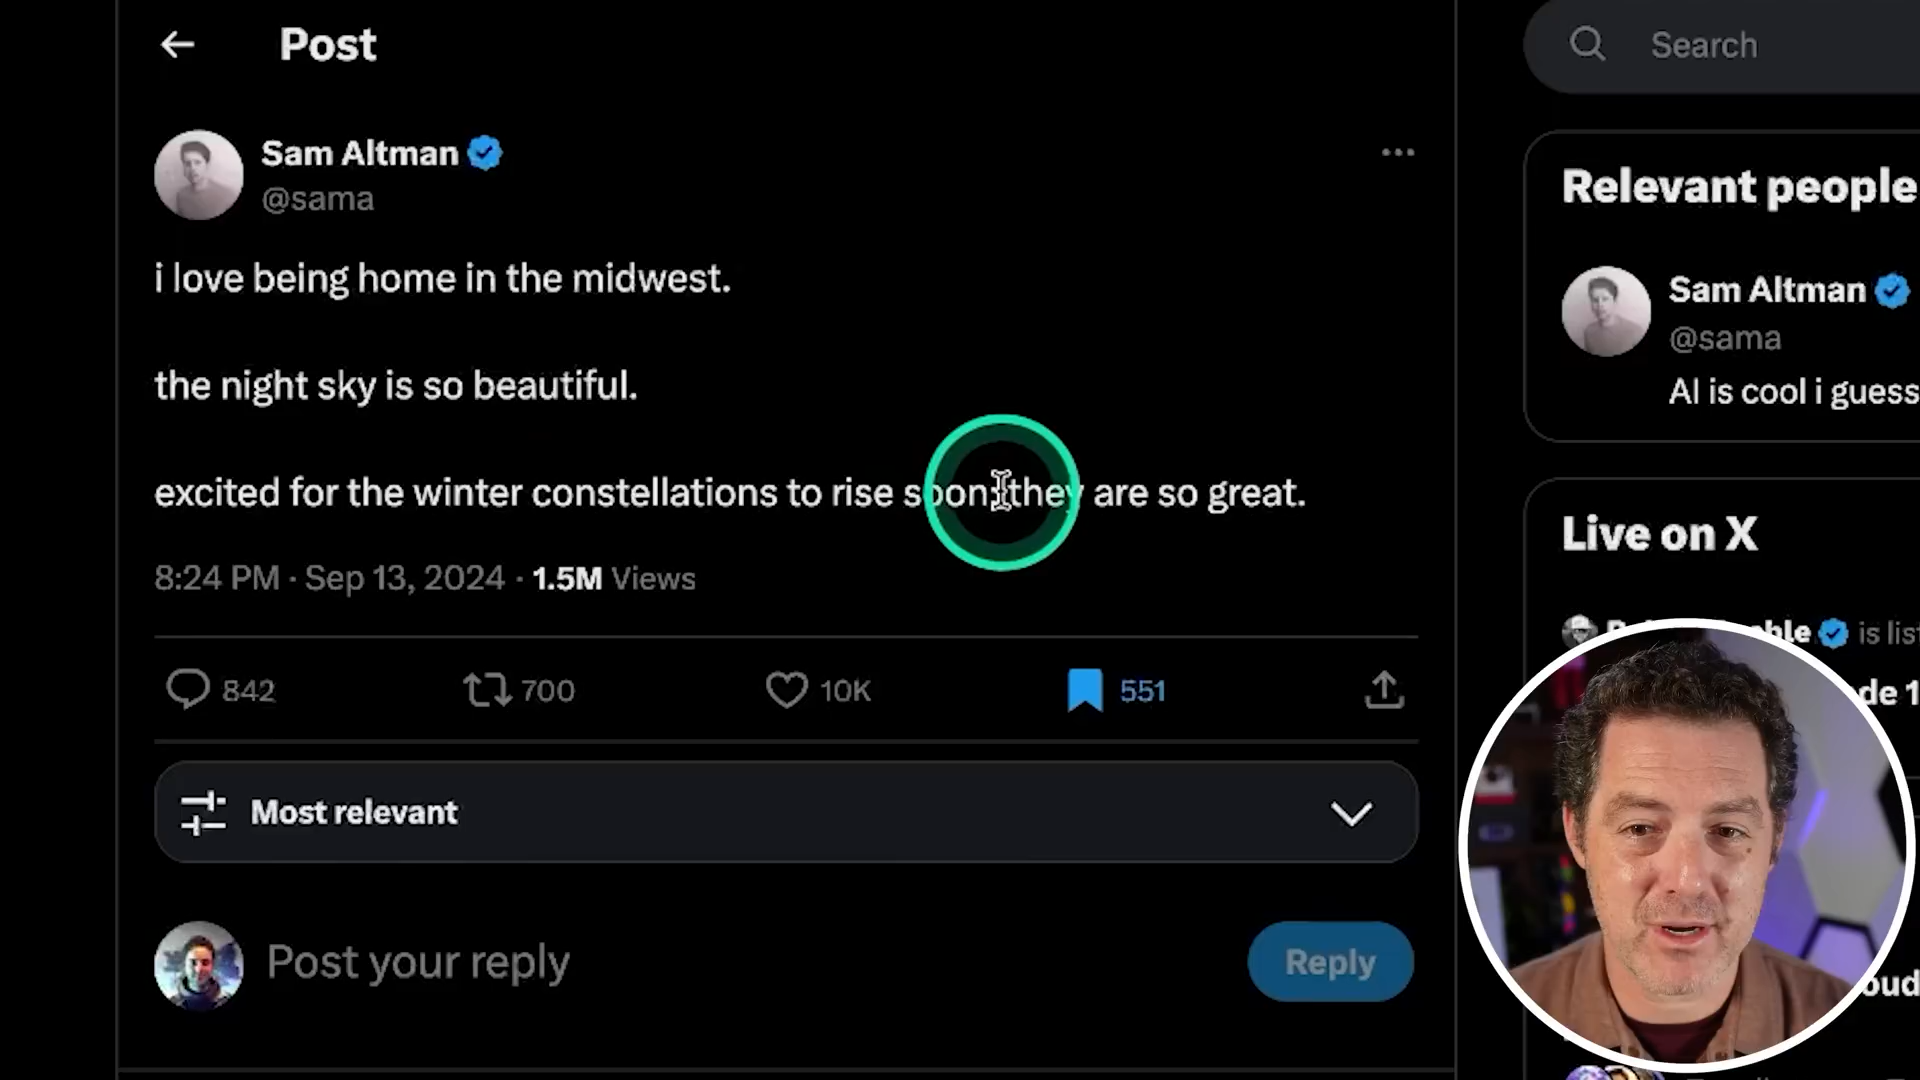 Post
Search
Sam Altman
@sama
i love being home in the midwest.
the night sky is so beautiful.
excited for the winter constellations to rise soon; they are so great.
8:24 PM · Sep 13, 2024 · 1.5M Views
842
700
10K
551
Most relevant
Post your reply
Reply
Relevant people
Sam Altman
@sama
AI is cool i guess
Live on X
is